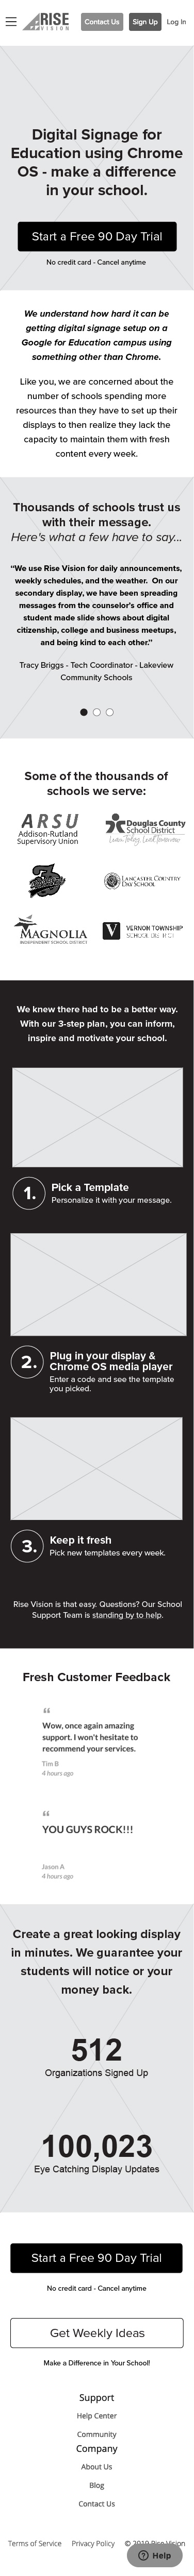 RISE
VISION
Contact Us
Sign Up
Log In
Digital Signage for
Education using Chrome
OS - make a difference
in your school.
Start a Free 90 Day Trial
No credit card - Cancel anytime
We understand how hard it can be
getting digital signage setup on a
Google for Education campus using
something other than Chrome.
Like you, we are concerned about the
number of schools spending more
resources than they have to set up their
displays to then realize they lack the
capacity to maintain them with fresh
content every week.
Thousands of schools trust us
with their message.
Here's what a few have to say...
“We use Rise Vision for daily announcements,
weekly schedules, and the weather.  On our
secondary display, we have been spreading
messages from the counselor's office and
student made slide shows about digital
citizenship, college and business meetups,
and being kind to each other.“
Tracy Briggs - Tech Coordinator - Lakeview
Community Schools
Some of the thousands of
schools we serve:
ARSU
Addison-Rutland
Supervisory Union
Douglas County
School District
Learn Today. Lead Tomorrow.
LANCASTER COUNTRY
DAY SCHOOL
MAGNOLIA
INDEPENDENT SCHOOL DISTRICT
V
VERNON TOWNSHIP
SCHOOL DISTRICT
We knew there had to be a better way.
With our 3-step plan, you can inform,
inspire and motivate your school.
1.
Pick a Template
Personalize it with your message.
2.
Plug in your display &
Chrome OS media player
Enter a code and see the template
you picked.
3.
Keep it fresh
Pick new templates every week.
Rise Vision is that easy. Questions? Our School
Support Team is standing by to help.
Fresh Customer Feedback
“
Wow, once again amazing
support. I won't hesitate to
recommend your services.
Tim B
4 hours ago
“
YOU GUYS ROCK!!!
Jason A
4 hours ago
Create a great looking display
in minutes. We guarantee your
students will notice or your
money back.
512
Organizations Signed Up
100,023
Eye Catching Display Updates
Start a Free 90 Day Trial
No credit card - Cancel anytime
Get Weekly Ideas
Make a Difference in Your School!
Support
Help Center
Community
Company
About Us
Blog
Contact Us
Terms of Service
Privacy Policy
© 2019 Rise Vision
Help